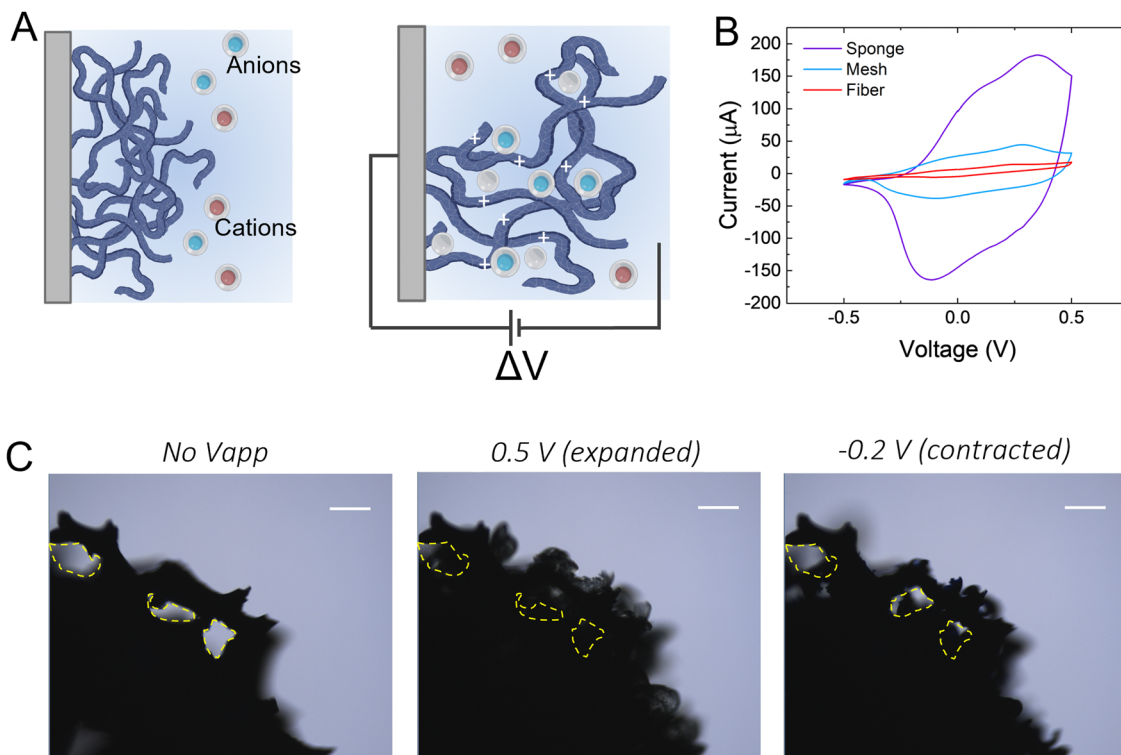 A
Anions
Cations
+
+
+
+
+
+
+
+
ΔV
B
Sponge
Mesh
Fiber
Current (μA)
200
150
100
50
0
-50
-100
-150
-200
-0.5 0.0 0.5
Voltage (V)
C
No Vapp
0.5 V (expanded)
-0.2 V (contracted)